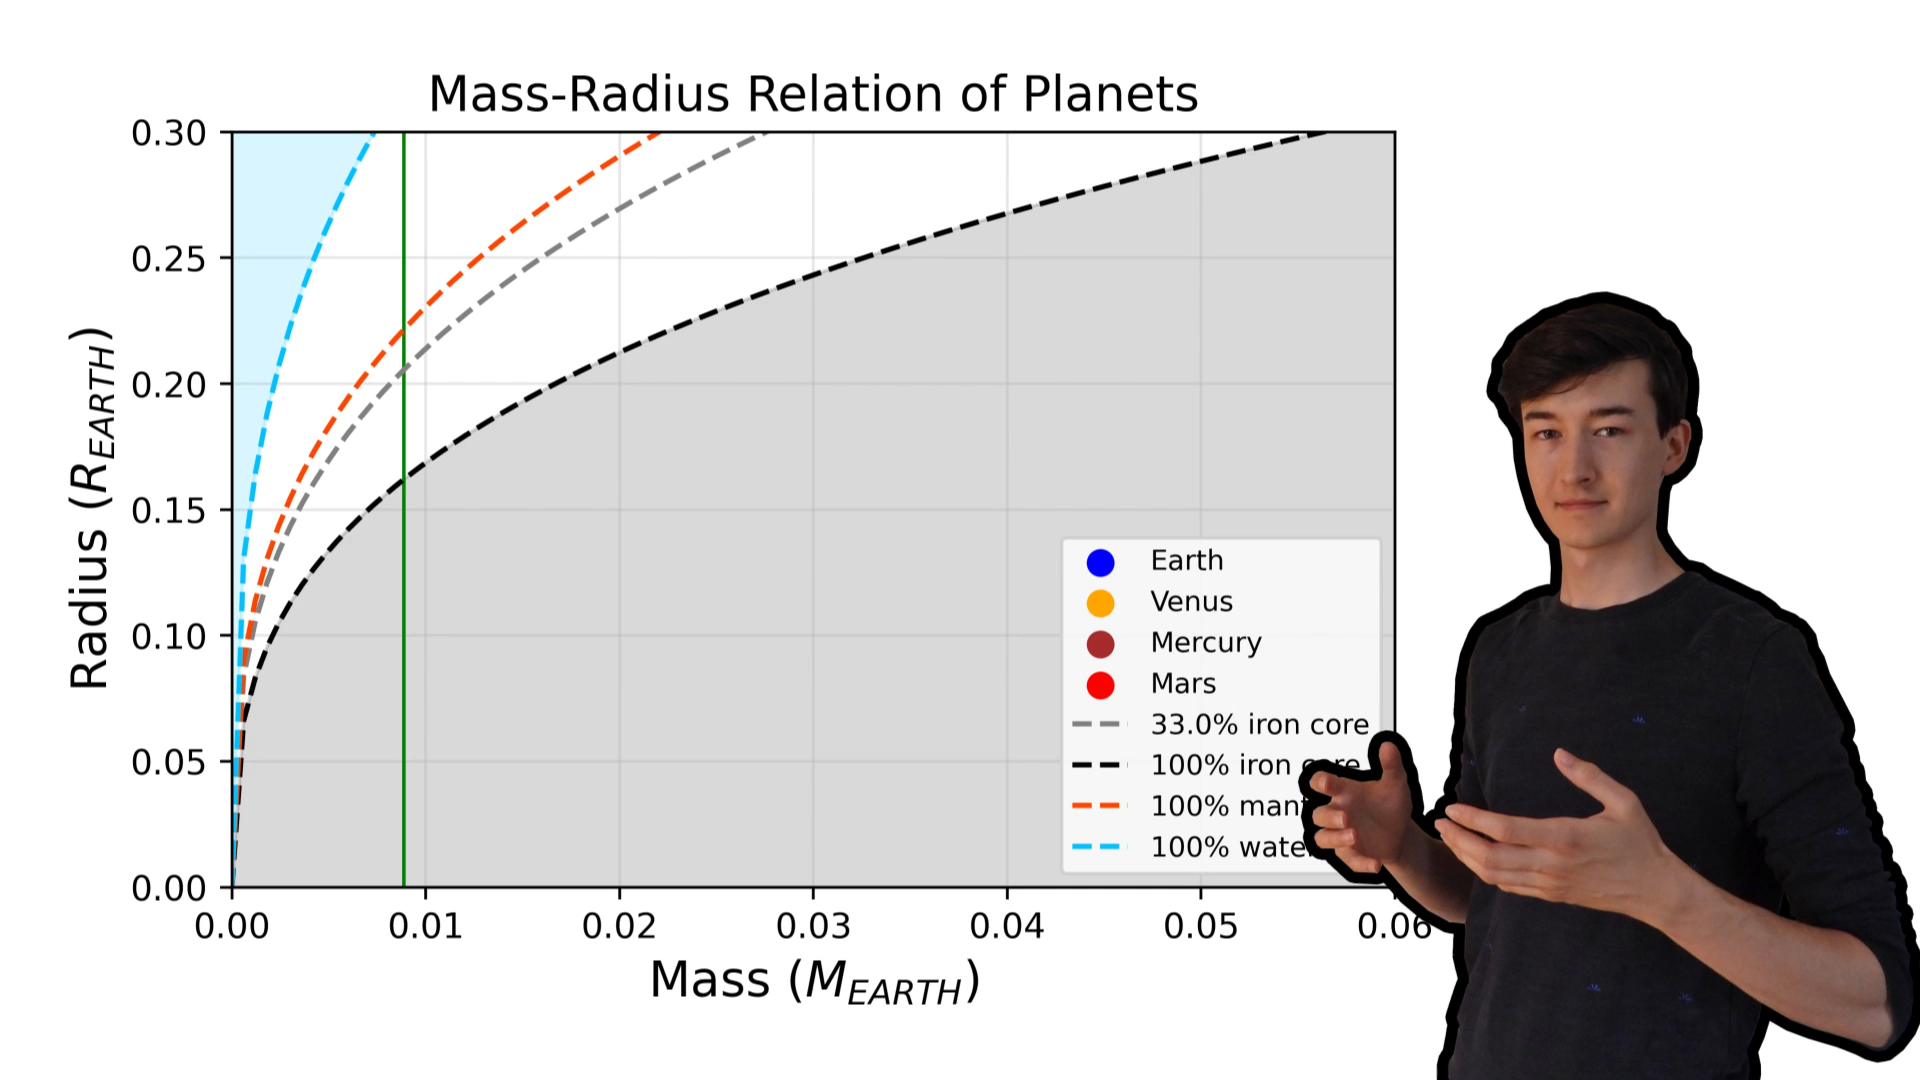 Mass-Radius Relation of Planets
0.30
0.25
0.20
0.15
0.10
0.05
0.00
Radius (R_EARTH)
Earth
Venus
Mercury
Mars
33.0% iron core
100% iron core
100% man
100% wate
0.00 0.01 0.02 0.03 0.04 0.05 0.06
Mass (M_EARTH)